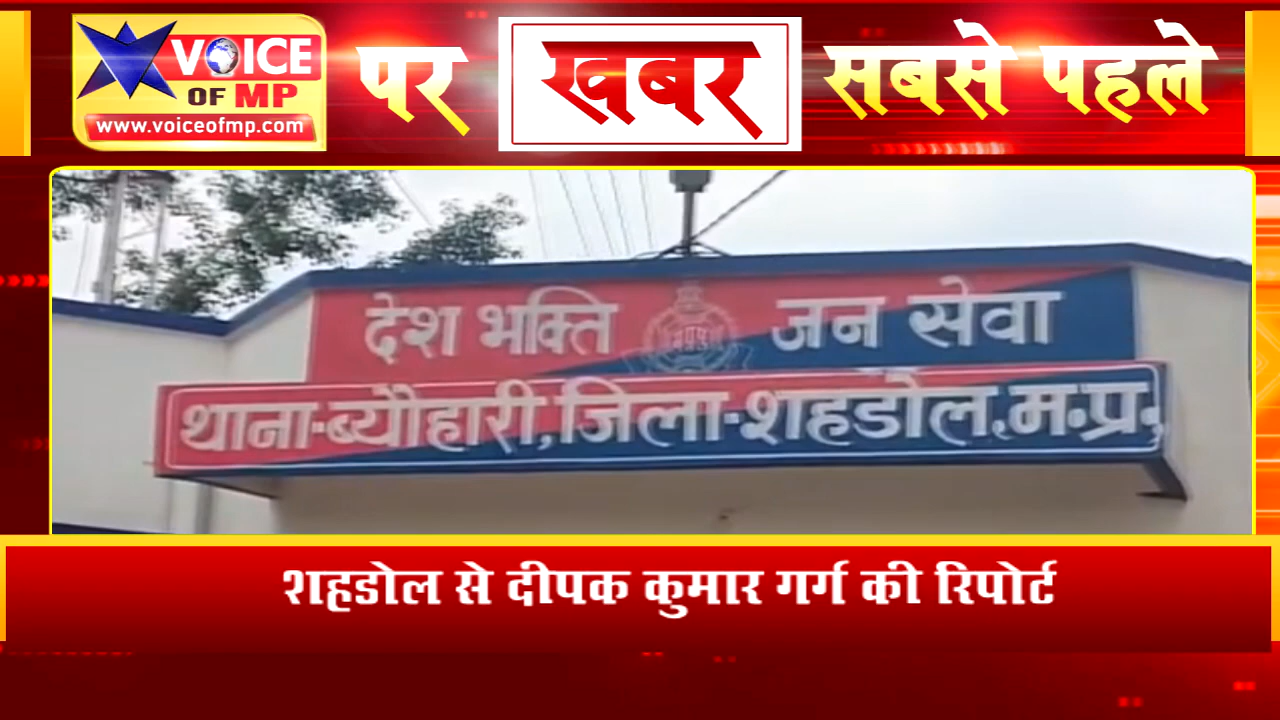 VOICE
OF MP
www.voiceofmp.com
पर खबर सबसे पहले
देश भक्ति जन सेवा
थाना-ब्यौहारी, जिला-शहडोल, म.प्र.
शहडोल से दीपक कुमार गर्ग की रिपोर्ट